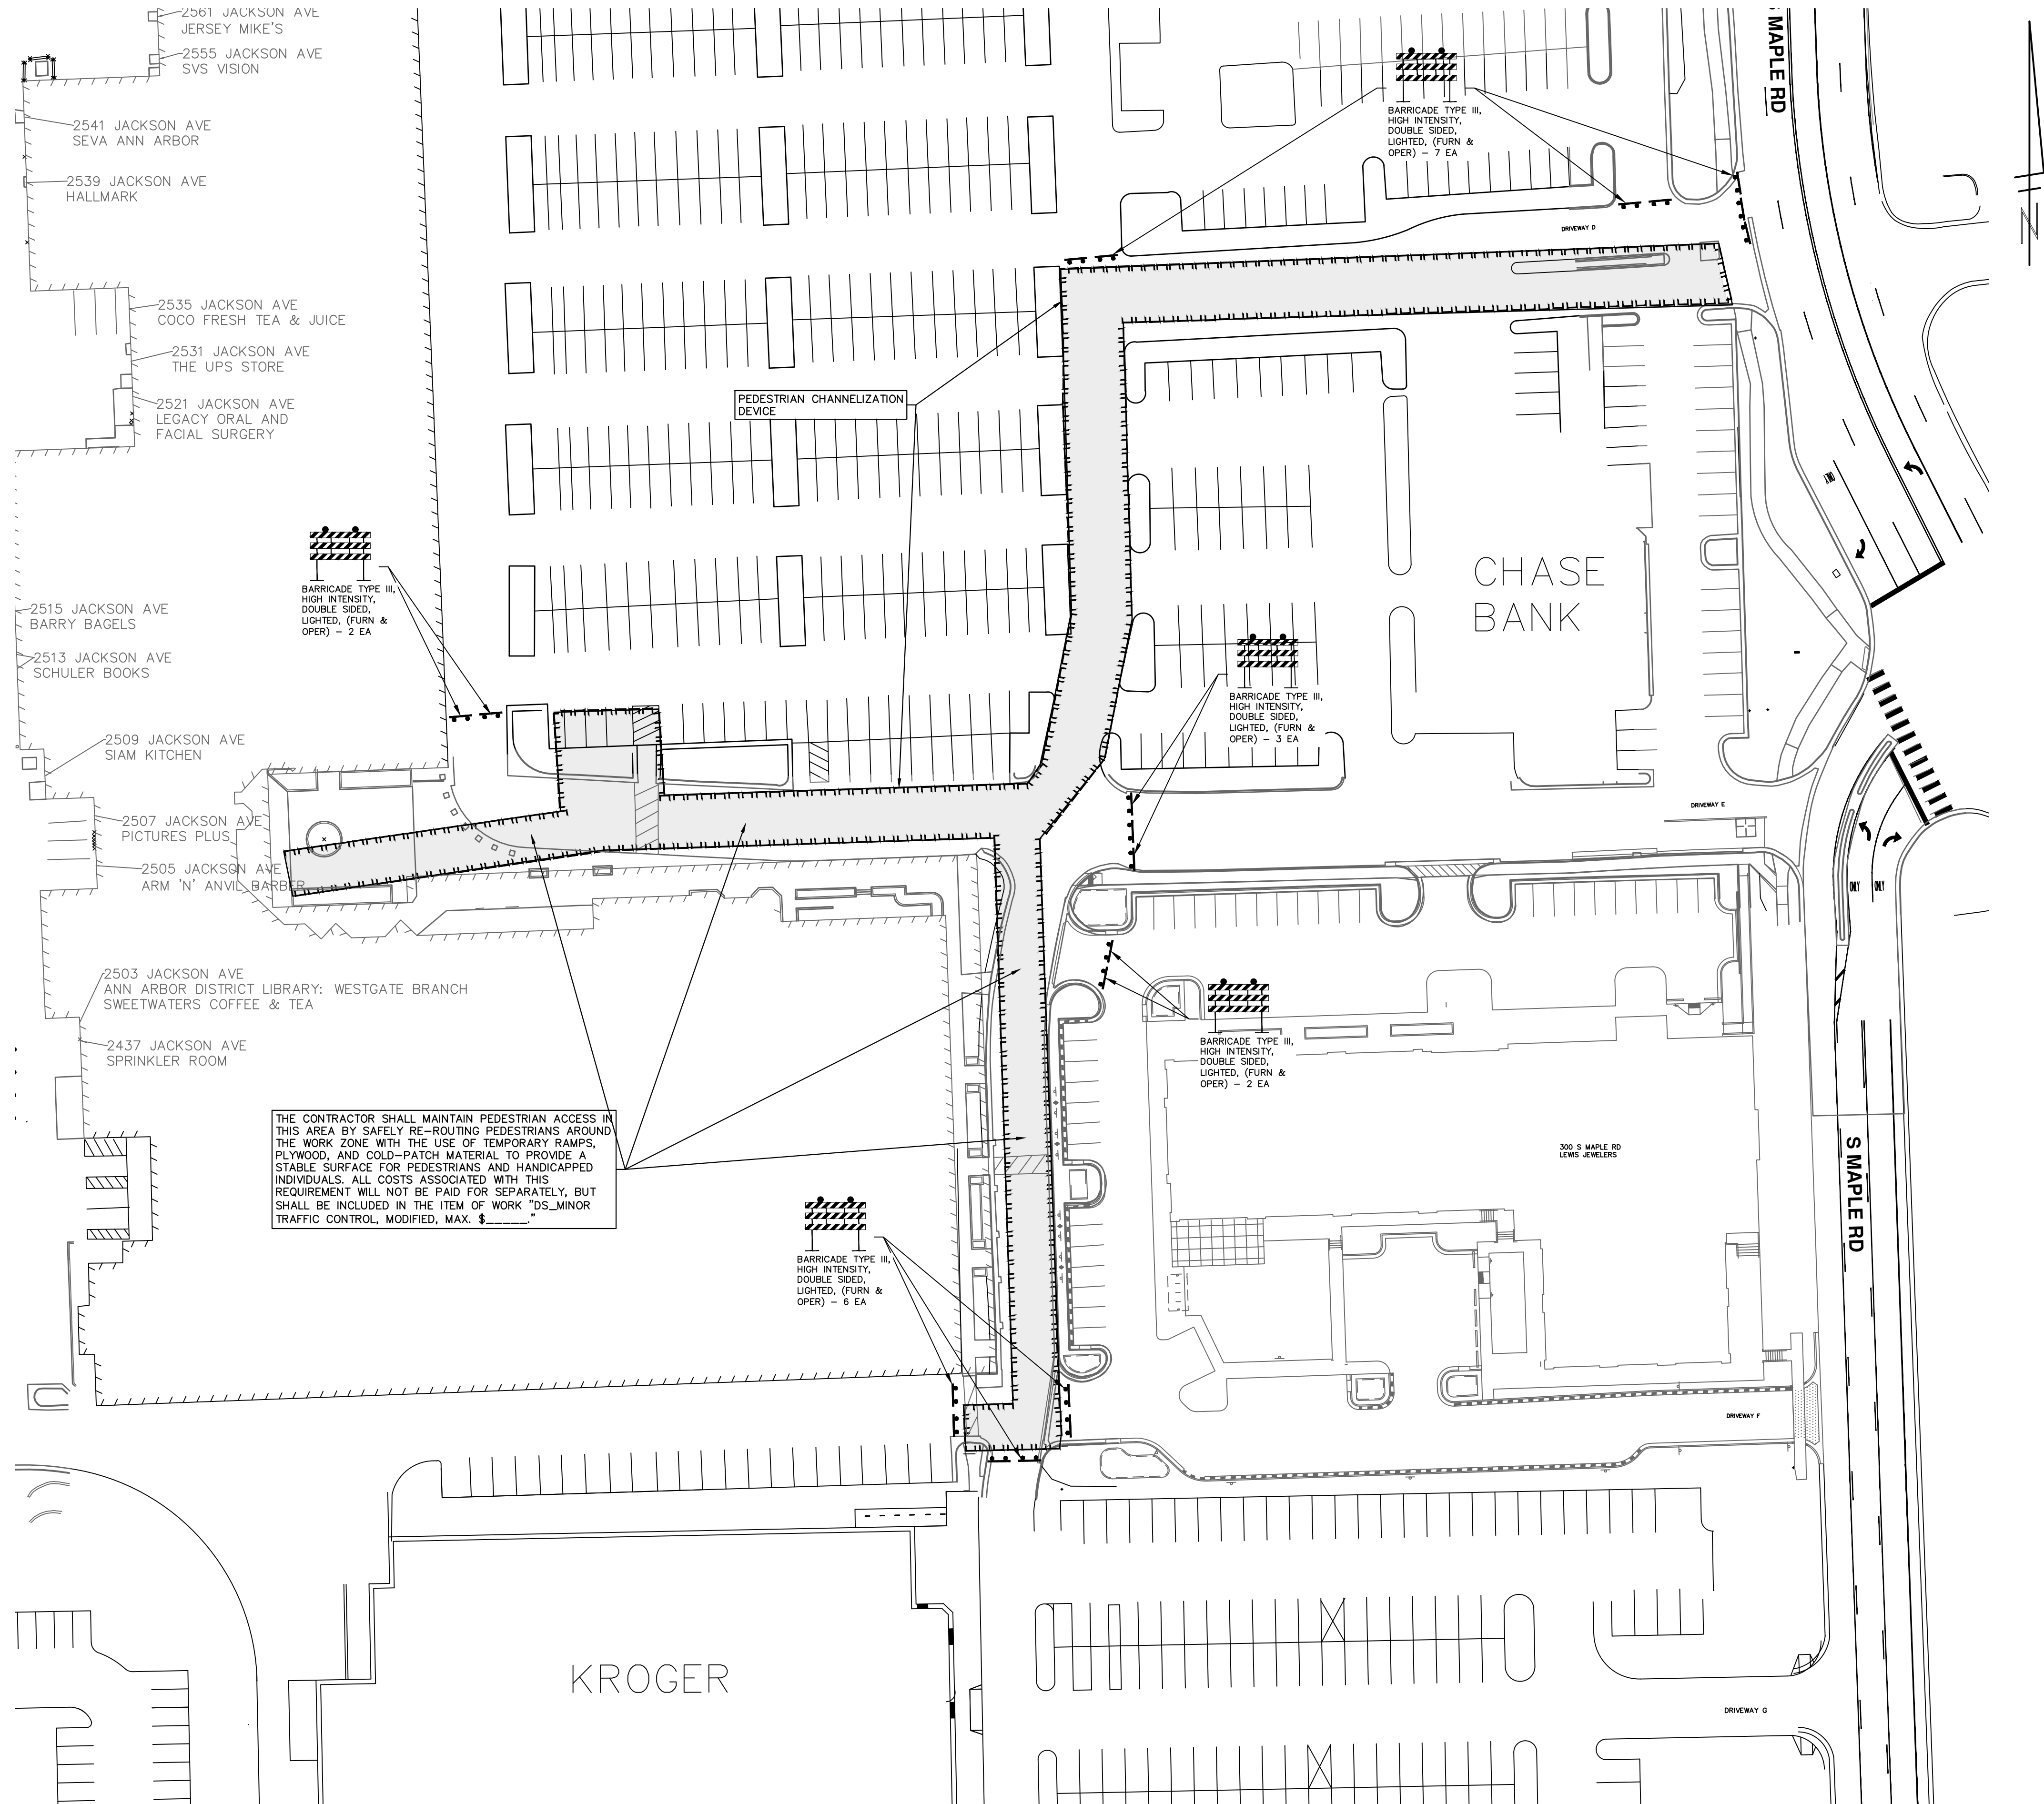 2561 JACKSON AVE
JERSEY MIKE'S
2555 JACKSON AVE
SVS VISION
2541 JACKSON AVE
SEVA ANN ARBOR
2539 JACKSON AVE
HALLMARK
2535 JACKSON AVE
COCO FRESH TEA & JUICE
2531 JACKSON AVE
THE UPS STORE
2521 JACKSON AVE
LEGACY ORAL AND
FACIAL SURGERY
2515 JACKSON AVE
BARRY BAGELS
2513 JACKSON AVE
SCHULER BOOKS
2509 JACKSON AVE
SIAM KITCHEN
2507 JACKSON AVE
PICTURES PLUS
2505 JACKSON AVE
ARM 'N' ANVIL BARBER
2503 JACKSON AVE
ANN ARBOR DISTRICT LIBRARY: WESTGATE BRANCH
SWEETWATERS COFFEE & TEA
2437 JACKSON AVE
SPRINKLER ROOM
BARRICADE TYPE III,
HIGH INTENSITY,
DOUBLE SIDED,
LIGHTED, (FURN &
OPER) – 7 EA
S MAPLE RD
N
DRIVEWAY D
PEDESTRIAN CHANNELIZATION
DEVICE
BARRICADE TYPE III,
HIGH INTENSITY,
DOUBLE SIDED,
LIGHTED, (FURN &
OPER) – 2 EA
CHASE
BANK
BARRICADE TYPE III,
HIGH INTENSITY,
DOUBLE SIDED,
LIGHTED, (FURN &
OPER) – 3 EA
DRIVEWAY E
ONLY
ONLY
BARRICADE TYPE III,
HIGH INTENSITY,
DOUBLE SIDED,
LIGHTED, (FURN &
OPER) – 2 EA
THE CONTRACTOR SHALL MAINTAIN PEDESTRIAN ACCESS IN
THIS AREA BY SAFELY RE–ROUTING PEDESTRIANS AROUND
THE WORK ZONE WITH THE USE OF TEMPORARY RAMPS,
PLYWOOD, AND COLD–PATCH MATERIAL TO PROVIDE A
STABLE SURFACE FOR PEDESTRIANS AND HANDICAPPED
INDIVIDUALS. ALL COSTS ASSOCIATED WITH THIS
REQUIREMENT WILL NOT BE PAID FOR SEPARATELY, BUT
SHALL BE INCLUDED IN THE ITEM OF WORK "DS_MINOR
TRAFFIC CONTROL, MODIFIED, MAX. $_____."
300 S MAPLE RD
LEWIS JEWELERS
S MAPLE RD
BARRICADE TYPE III,
HIGH INTENSITY,
DOUBLE SIDED,
LIGHTED, (FURN &
OPER) – 6 EA
DRIVEWAY F
KROGER
DRIVEWAY G